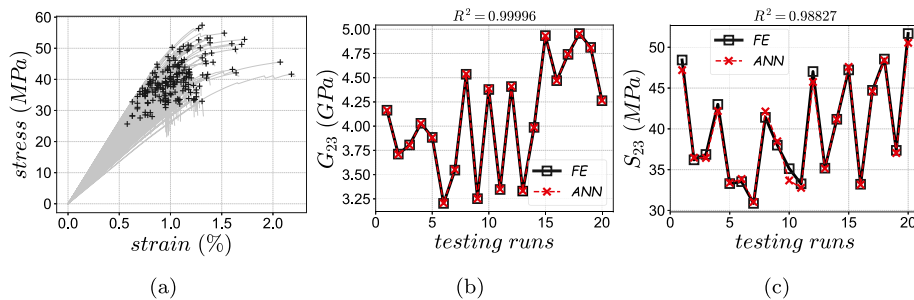 60
50
40
30
20
10
0
stress (MPa)
0.0 0.5 1.0 1.5 2.0
strain (%)
(a)
R² = 0.99996
5.00
4.75
4.50
4.25
4.00
3.75
3.50
3.25
G₂₃ (GPa)
FE
ANN
0 5 10 15 20
testing runs
(b)
R² = 0.98827
50
45
40
35
30
S₂₃ (MPa)
FE
ANN
0 5 10 15 20
testing runs
(c)